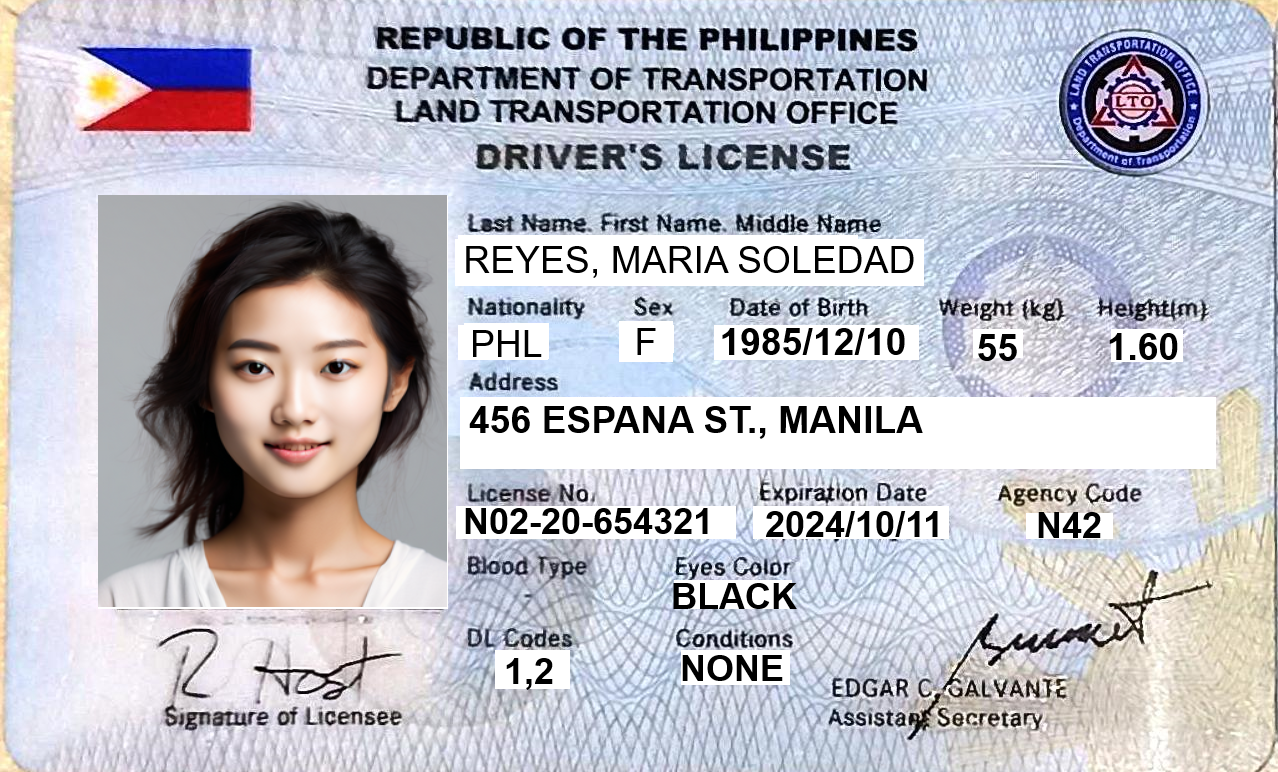 REPUBLIC OF THE PHILIPPINES
DEPARTMENT OF TRANSPORTATION
LAND TRANSPORTATION OFFICE
DRIVER'S LICENSE
LAND TRANSPORTATION OFFICE
LTO
Department of Transportation
Last Name. First Name. Middle Name
REYES, MARIA SOLEDAD
Nationality Sex Date of Birth Weight (kg) Height(m)
PHL F 1985/12/10 55 1.60
Address
456 ESPANA ST., MANILA
License No. Expiration Date Agency Code
N02-20-654321 2024/10/11 N42
Blood Type Eyes Color
- BLACK
DL Codes Conditions
1,2 NONE
R Host
Signature of Licensee
EDGAR C. GALVANTE
Assistant Secretary